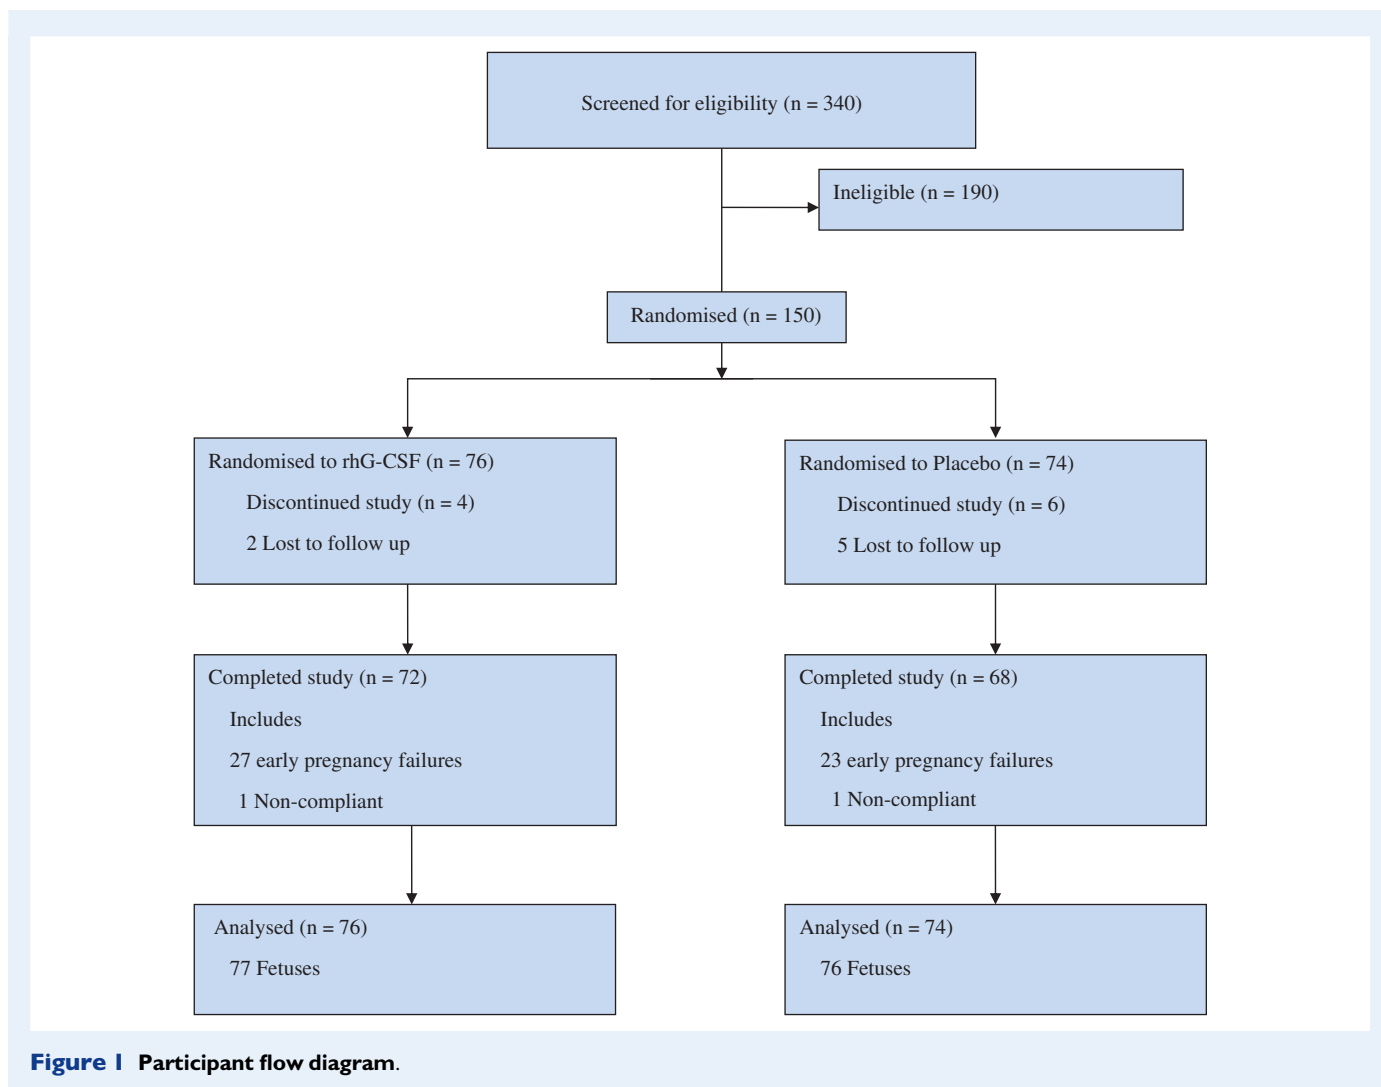 Screened for eligibility (n = 340)
Ineligible (n = 190)
Randomised (n = 150)
Randomised to rhG-CSF (n = 76)
Discontinued study (n = 4)
2 Lost to follow up
Randomised to Placebo (n = 74)
Discontinued study (n = 6)
5 Lost to follow up
Completed study (n = 72)
Includes
27 early pregnancy failures
1 Non-compliant
Completed study (n = 68)
Includes
23 early pregnancy failures
1 Non-compliant
Analysed (n = 76)
77 Fetuses
Analysed (n = 74)
76 Fetuses
Figure 1 Participant flow diagram.